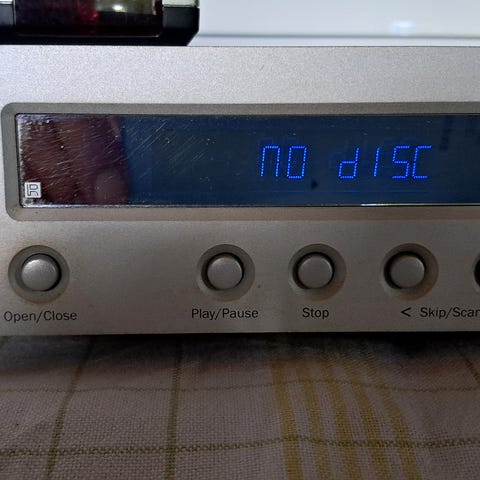 no dISC
Open/Close
Play/Pause
Stop
< Skip/Scan